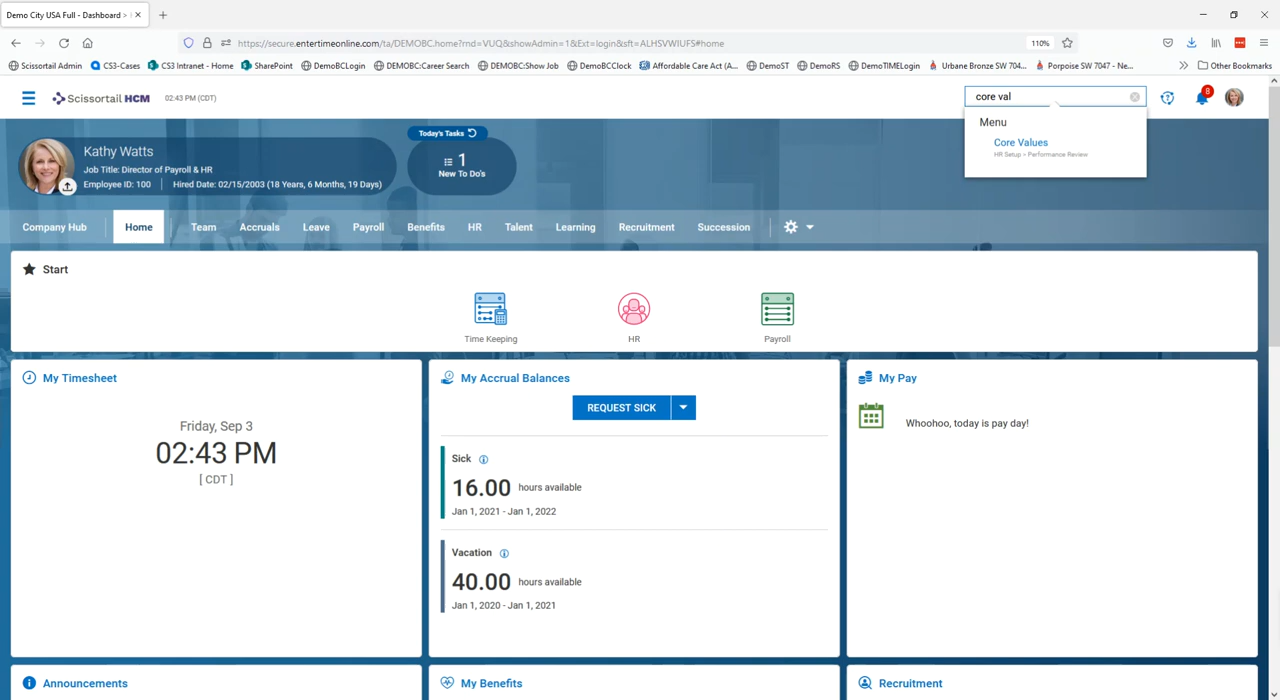 Demo City USA Full - Dashboard >
https://secure.entertimeonline.com/ta/DEMOBC.home?rnd=VUQ&showAdmin=1&Ext=login&sft=ALHSVWIUFS#home
110%
Scissortail Admin
CS3-Cases
CS3 Intranet - Home
SharePoint
DemoBCLogin
DEMOBC:Career Search
DEMOBC:Show Job
DemoBCClock
Affordable Care Act (A...
DemoST
DemoRS
DemoTIMELogin
Urbane Bronze SW 704...
Porpoise SW 7047 - Ne...
Other Bookmarks
Scissortail HCM
02:43 PM (CDT)
core val
8
Menu
Core Values
HR Setup > Performance Review
Kathy Watts
Job Title: Director of Payroll & HR
Employee ID: 100
Hired Date: 02/15/2003 (18 Years, 6 Months, 19 Days)
Today's Tasks
1
New To Do's
Company Hub
Home
Team
Accruals
Leave
Payroll
Benefits
HR
Talent
Learning
Recruitment
Succession
Start
Time Keeping
HR
Payroll
My Timesheet
Friday, Sep 3
02:43 PM
[ CDT ]
My Accrual Balances
REQUEST SICK
Sick
16.00 hours available
Jan 1, 2021 - Jan 1, 2022
Vacation
40.00 hours available
Jan 1, 2020 - Jan 1, 2021
My Pay
Whoohoo, today is pay day!
Announcements
My Benefits
Recruitment